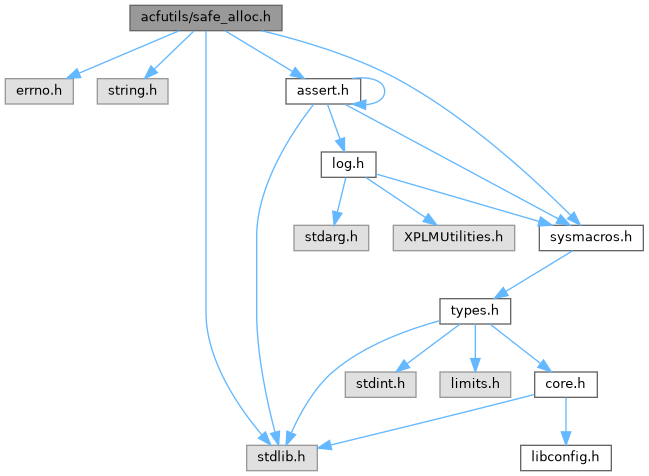 acfutils/safe_alloc.h
errno.h
string.h
assert.h
log.h
stdarg.h
XPLMUtilities.h
sysmacros.h
types.h
stdint.h
limits.h
core.h
stdlib.h
libconfig.h